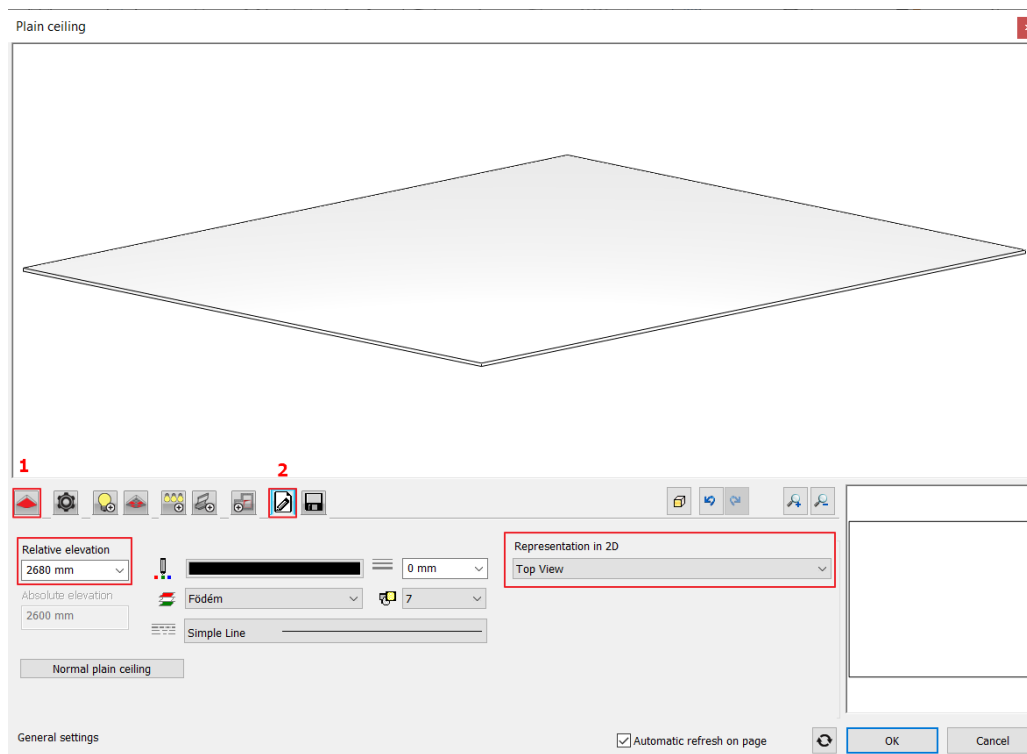 Plain ceiling
1
2
Relative elevation
2680 mm
Absolute elevation
2600 mm
Normal plain ceiling
0 mm
Födém
7
Simple Line
Representation in 2D
Top View
General settings
Automatic refresh on page
OK
Cancel